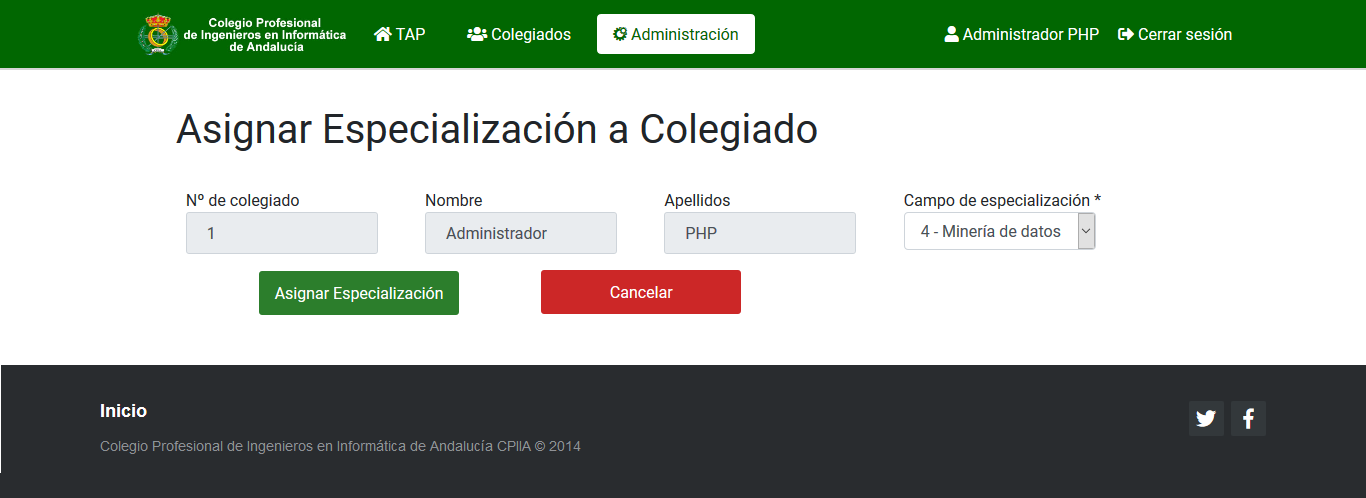 Colegio Profesional
de Ingenieros en Informática
de Andalucía
TAP
Colegiados
Administración
Administrador PHP
Cerrar sesión
Asignar Especialización a Colegiado
Nº de colegiado
Nombre
Apellidos
Campo de especialización *
1
Administrador
PHP
4 - Minería de datos
Asignar Especialización
Cancelar
Inicio
Colegio Profesional de Ingenieros en Informática de Andalucía CPIIA © 2014